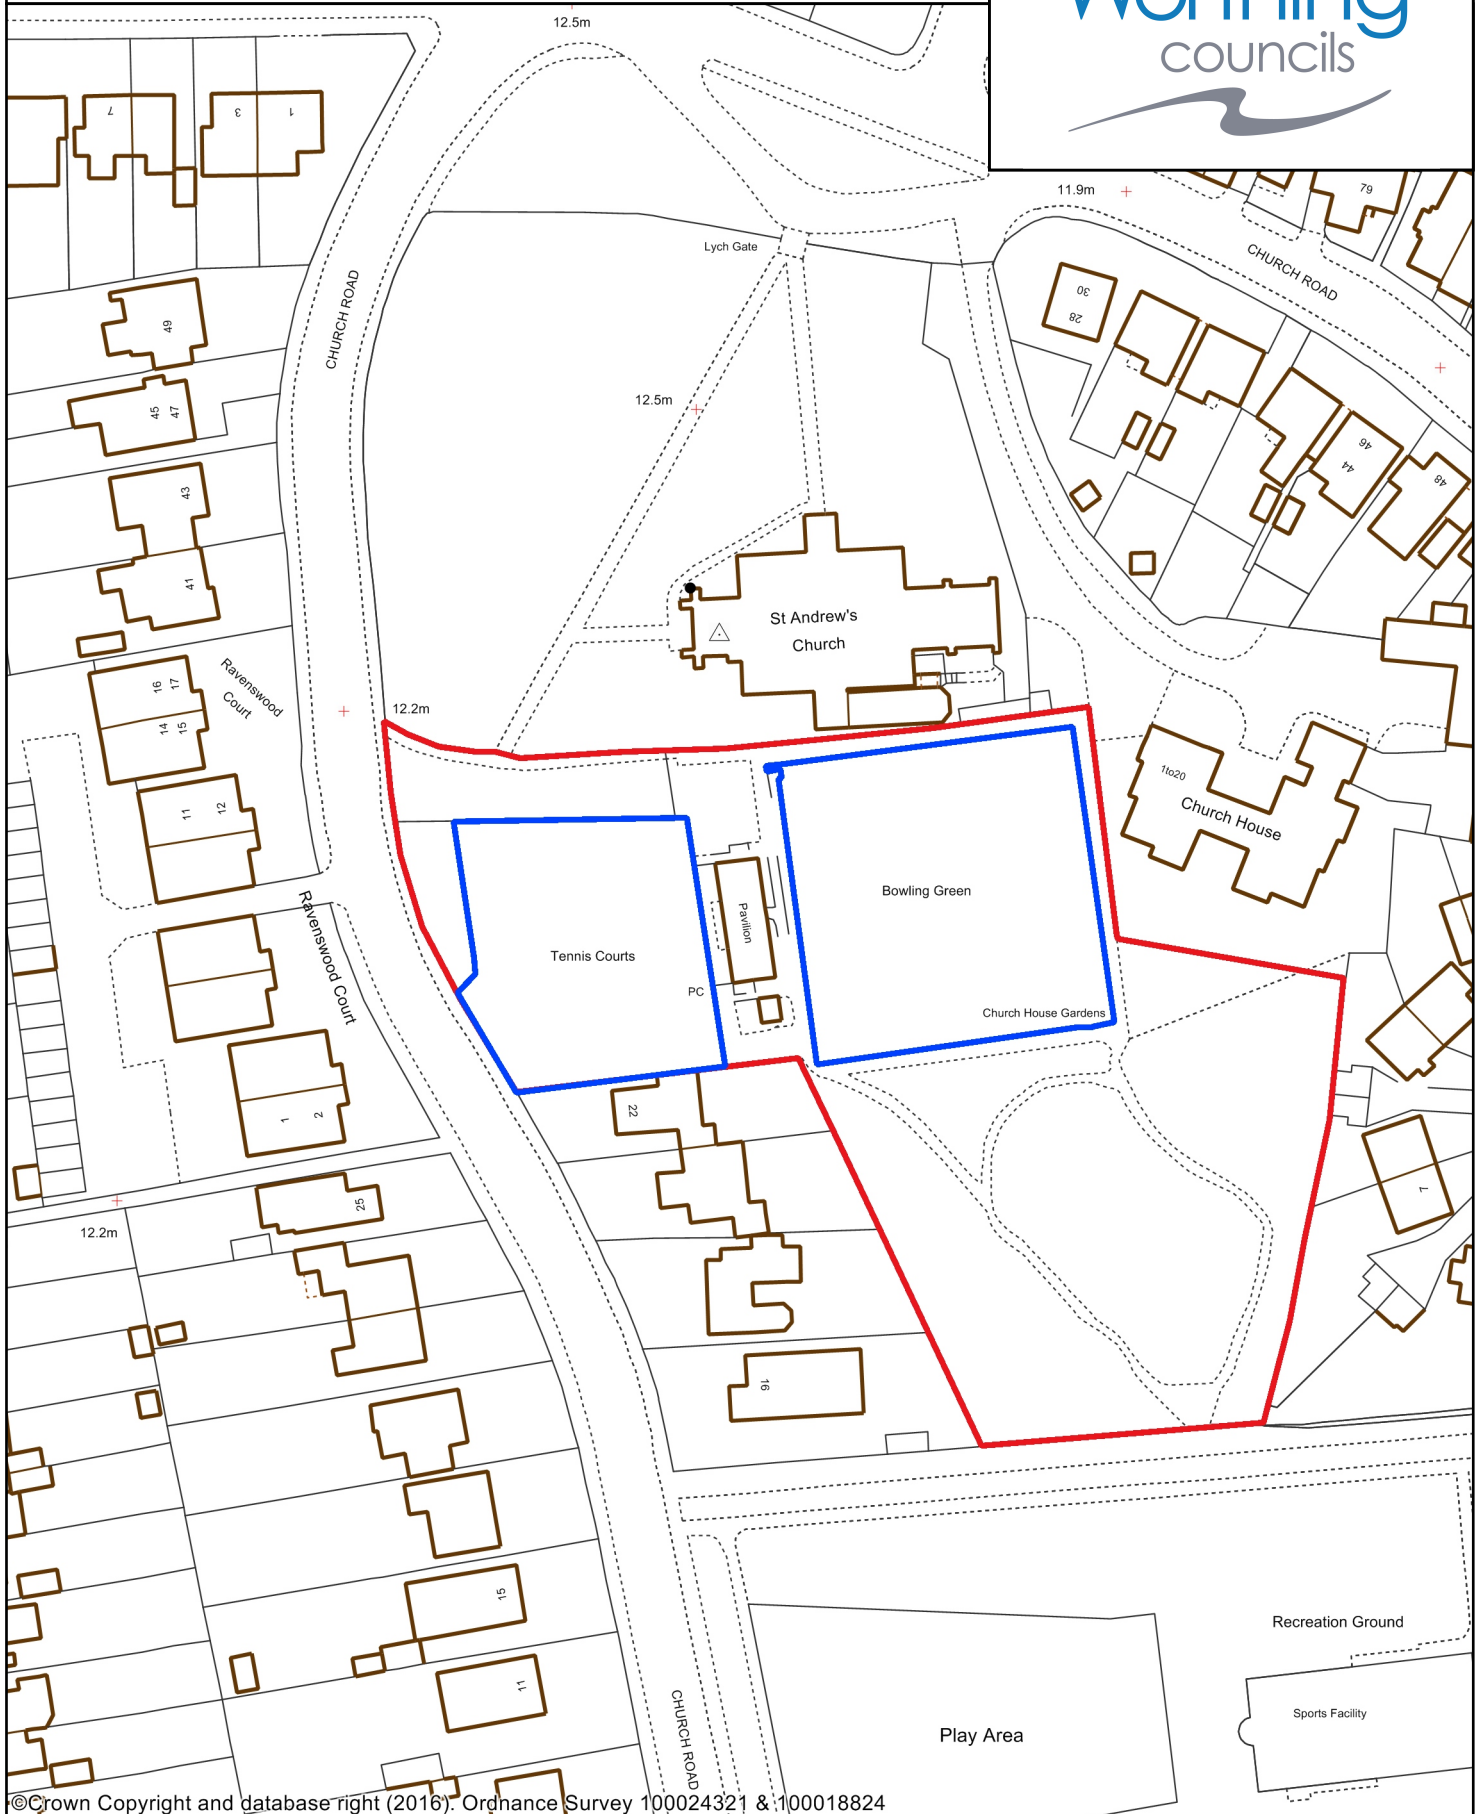 12.5m
councils
7
3
1
11.9m
79
CHURCH ROAD
Lych Gate
30
28
49
CHURCH ROAD
12.5m
45
47
46
44
48
43
41
St Andrew's
Church
Ravenswood
Court
16
17
14
15
12.2m
11
12
1to20
Church House
Bowling Green
Pavilion
Tennis Courts
PC
Church House Gardens
Ravenswood Court
1
2
22
25
7
12.2m
16
15
11
Recreation Ground
Sports Facility
Play Area
CHURCH ROAD
©Crown Copyright and database right (2016). Ordnance Survey 100024321 & 100018824